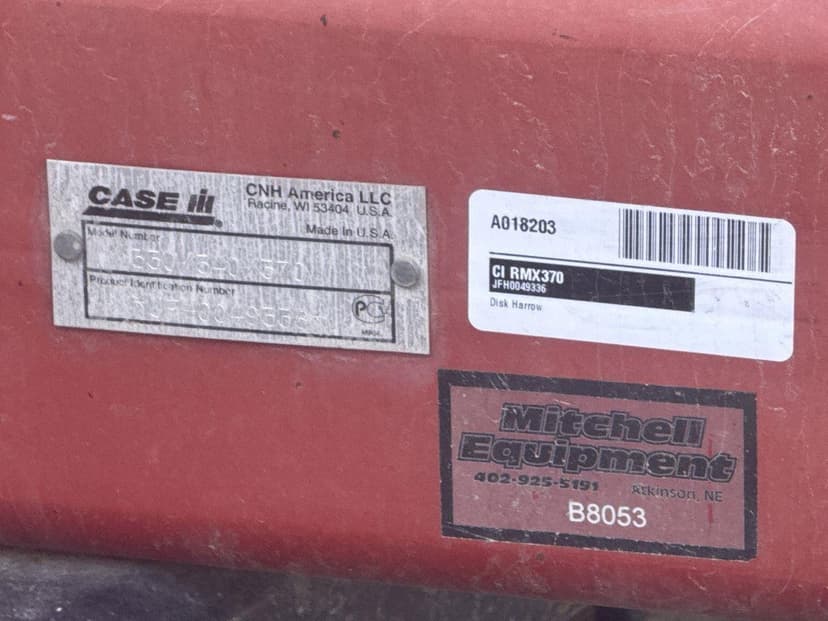 CASE IH
CNH America LLC
Racine, WI 53404 U.S.A.
Made in U.S.A.
Model Number
Product Identification Number
A018203
CI RMX370
JFH0049336
Disk Harrow
Mitchell
Equipment
402-925-5191 Atkinson, NE
B8053